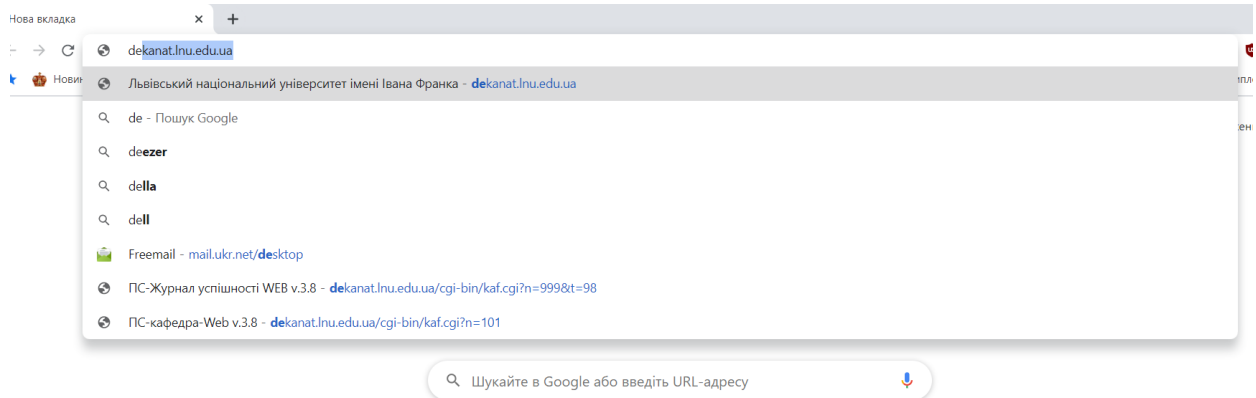 Нова вкладка
dekanat.lnu.edu.ua
Новин
Львівський національний університет імені Івана Франка - dekanat.lnu.edu.ua
de - Пошук Google
deezer
della
dell
Freemail - mail.ukr.net/desktop
ПС-Журнал успішності WEB v.3.8 - dekanat.lnu.edu.ua/cgi-bin/kaf.cgi?n=999&t=98
ПС-кафедра-Web v.3.8 - dekanat.lnu.edu.ua/cgi-bin/kaf.cgi?n=101
Шукайте в Google або введіть URL-адресу